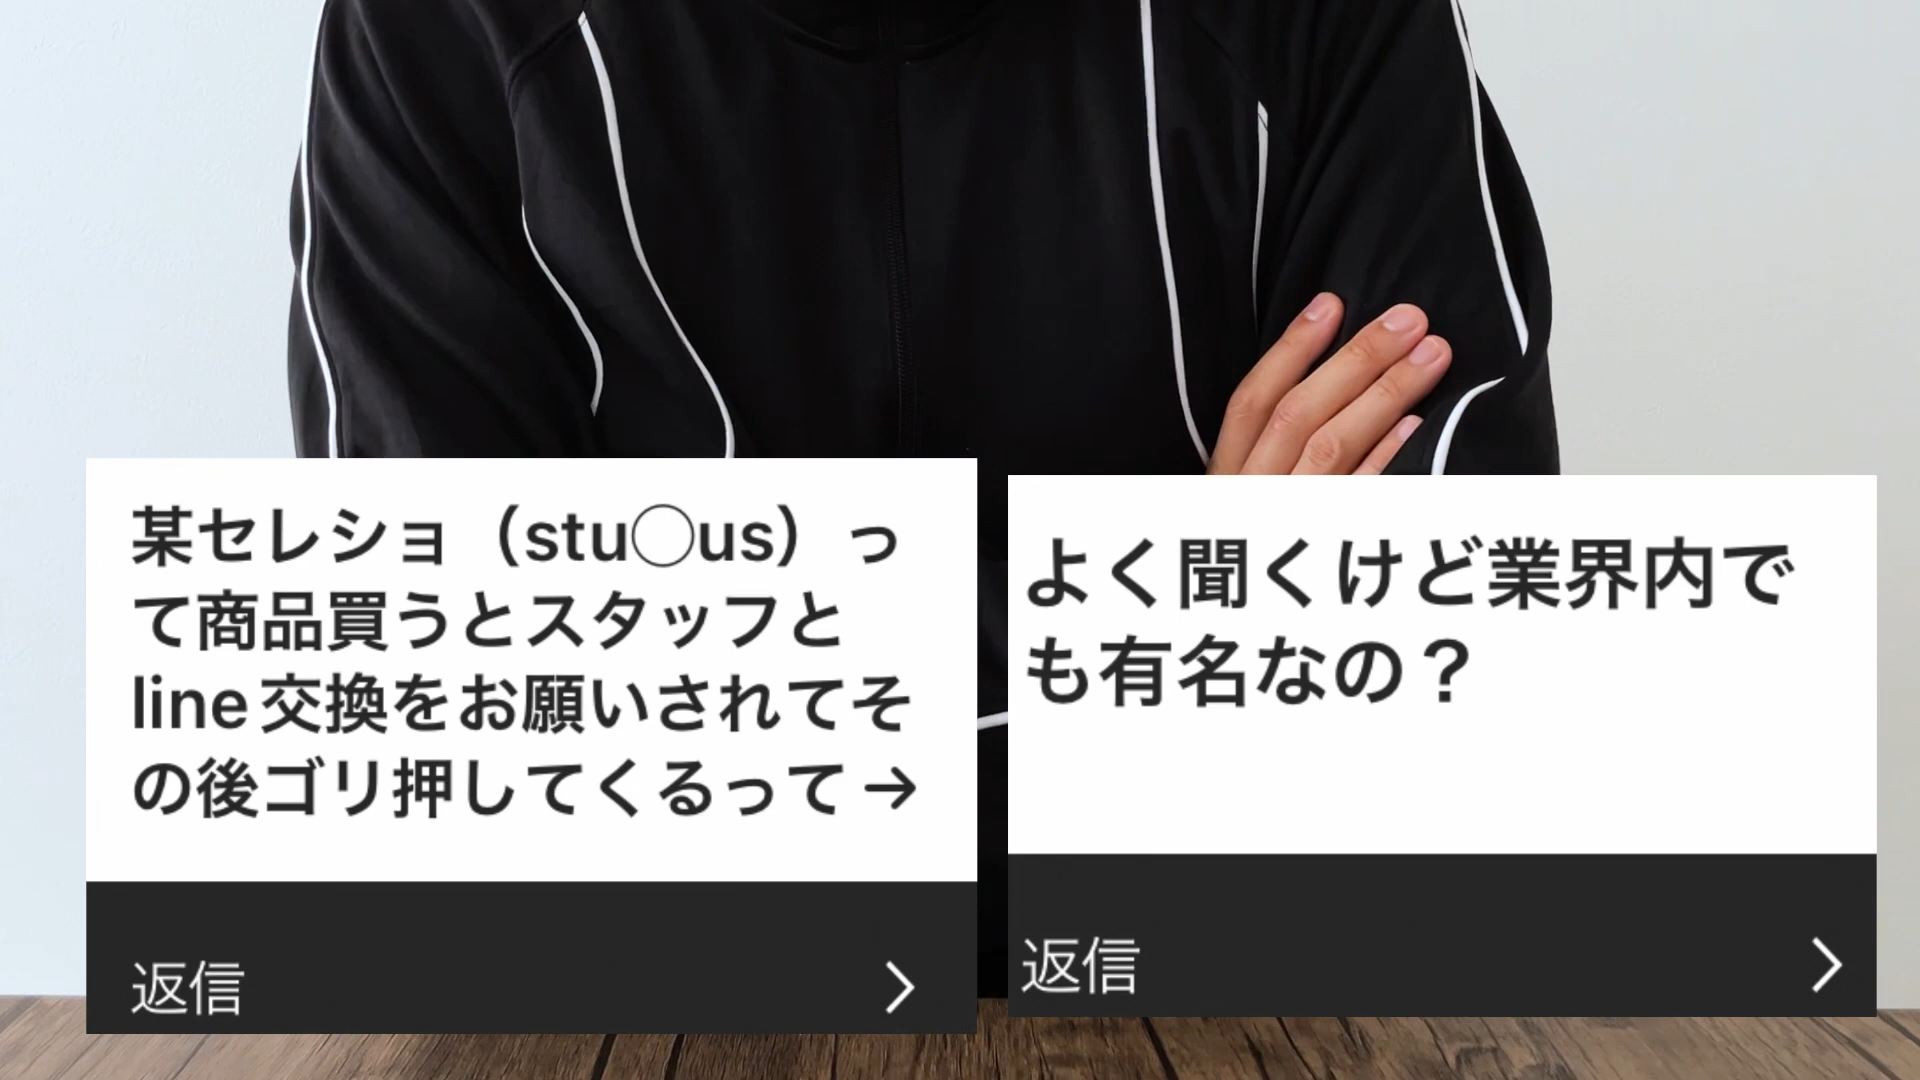 某セレショ（stu◯us）っ
て商品買うとスタッフと
line交換をお願いされてそ
の後ゴリ押してくるって→
返信
よく聞くけど業界内で
も有名なの？
返信